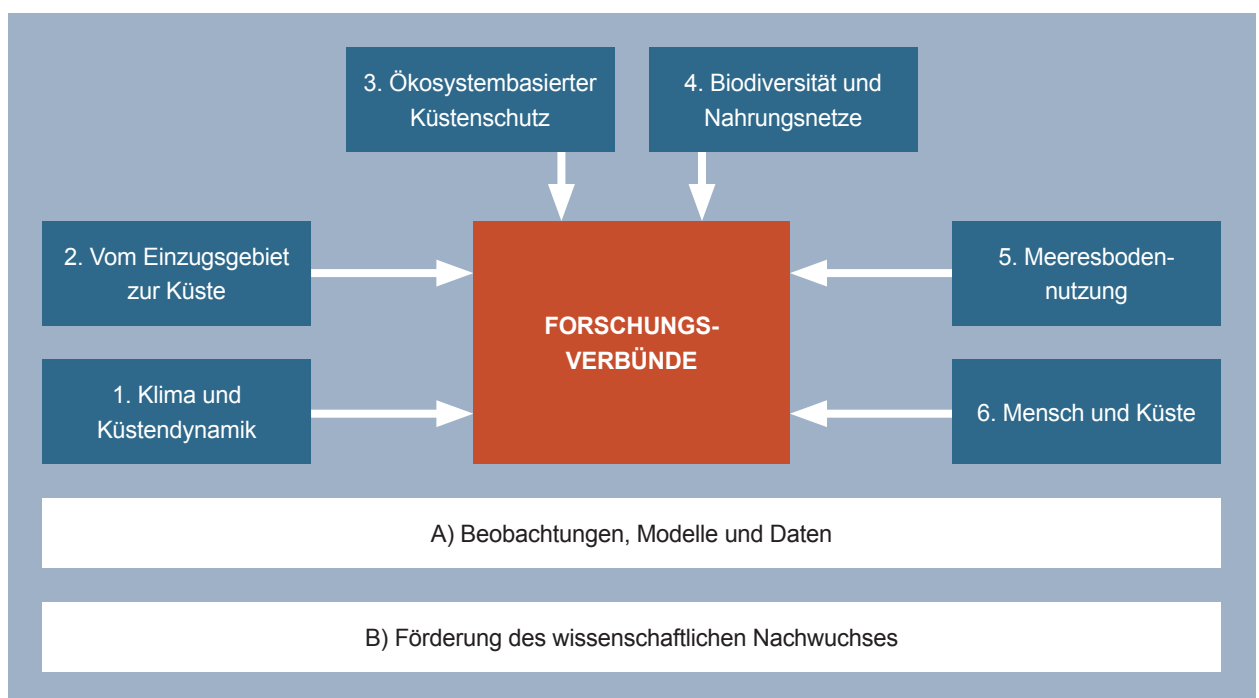 3. Ökosystembasierter
Küstenschutz
4. Biodiversität und
Nahrungsnetze
2. Vom Einzugsgebiet
zur Küste
5. Meeresboden-
nutzung
FORSCHUNGS-
VERBÜNDE
1. Klima und
Küstendynamik
6. Mensch und Küste
A) Beobachtungen, Modelle und Daten
B) Förderung des wissenschaftlichen Nachwuchses